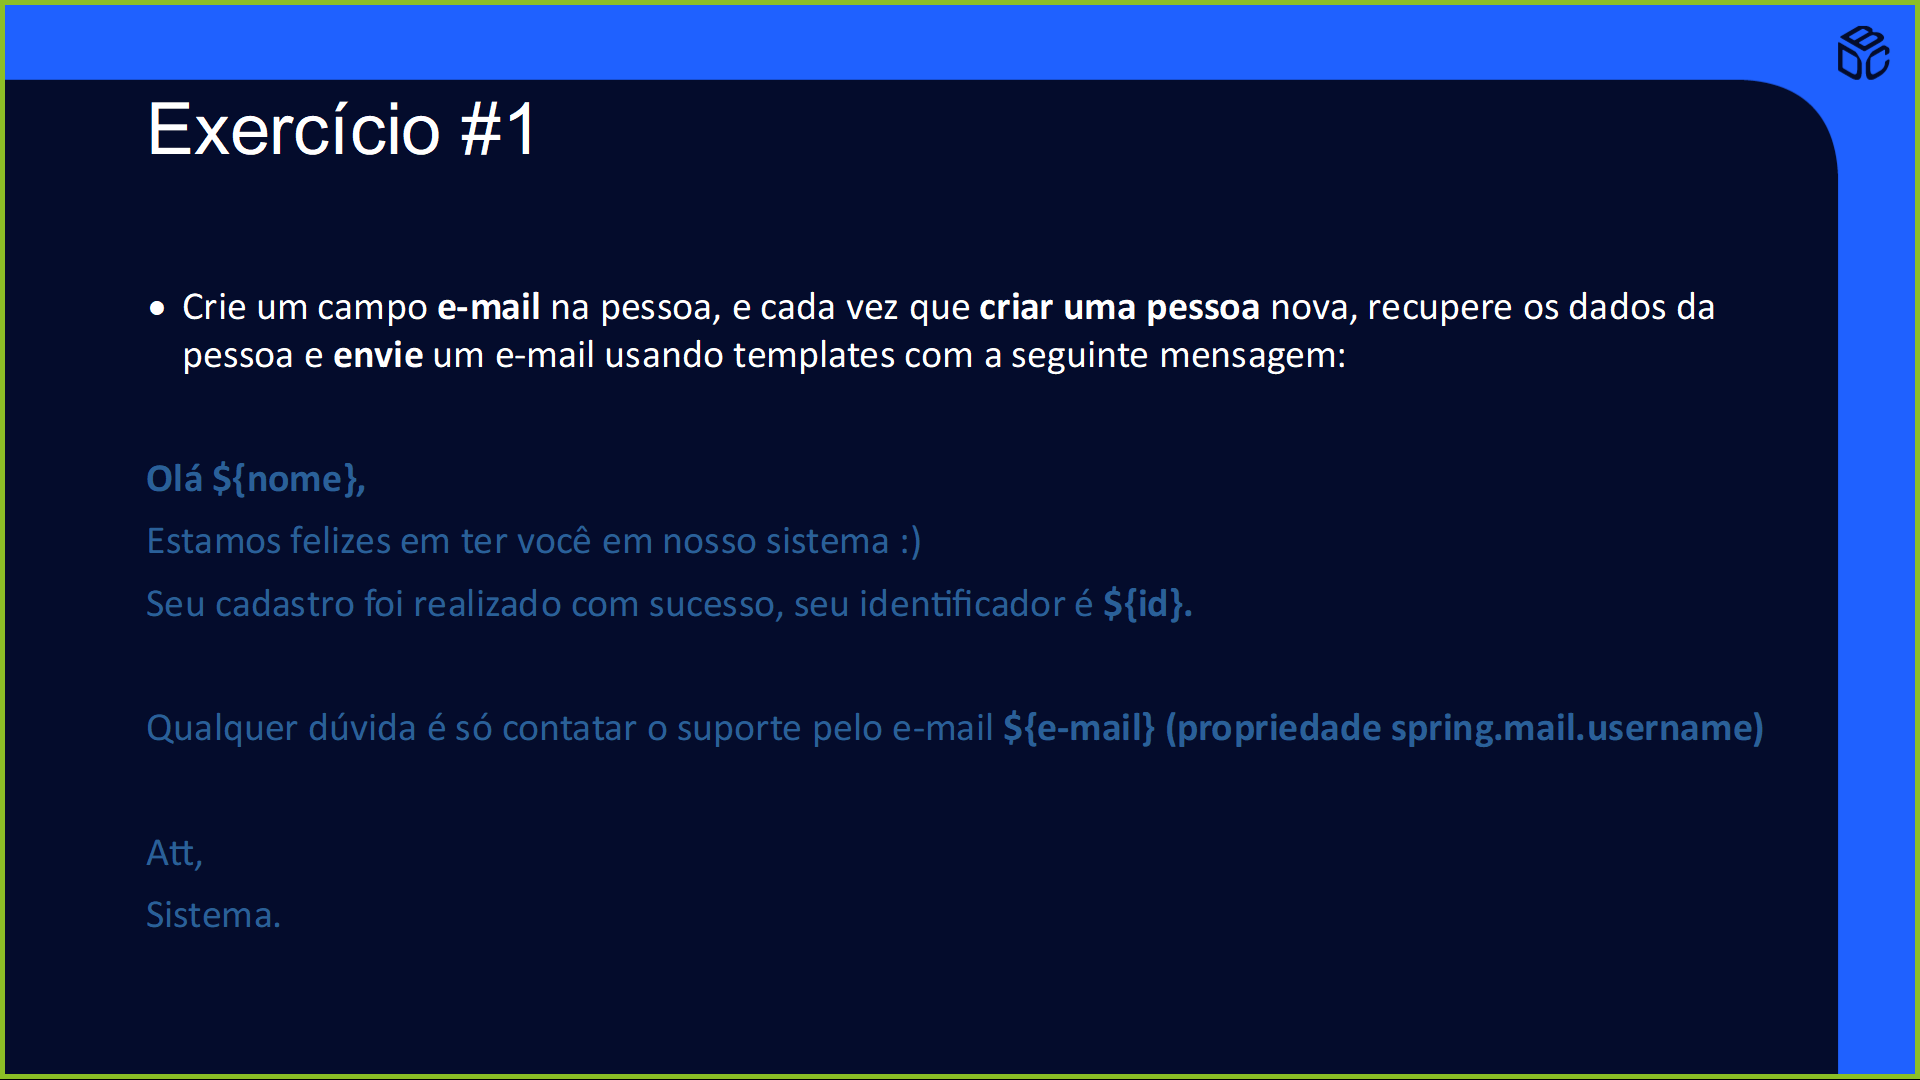 DBC
Exercício #1
• Crie um campo e-mail na pessoa, e cada vez que criar uma pessoa nova, recupere os dados da
pessoa e envie um e-mail usando templates com a seguinte mensagem:
Olá ${nome},
Estamos felizes em ter você em nosso sistema :)
Seu cadastro foi realizado com sucesso, seu identificador é ${id}.
Qualquer dúvida é só contatar o suporte pelo e-mail ${e-mail} (propriedade spring.mail.username)
Att,
Sistema.